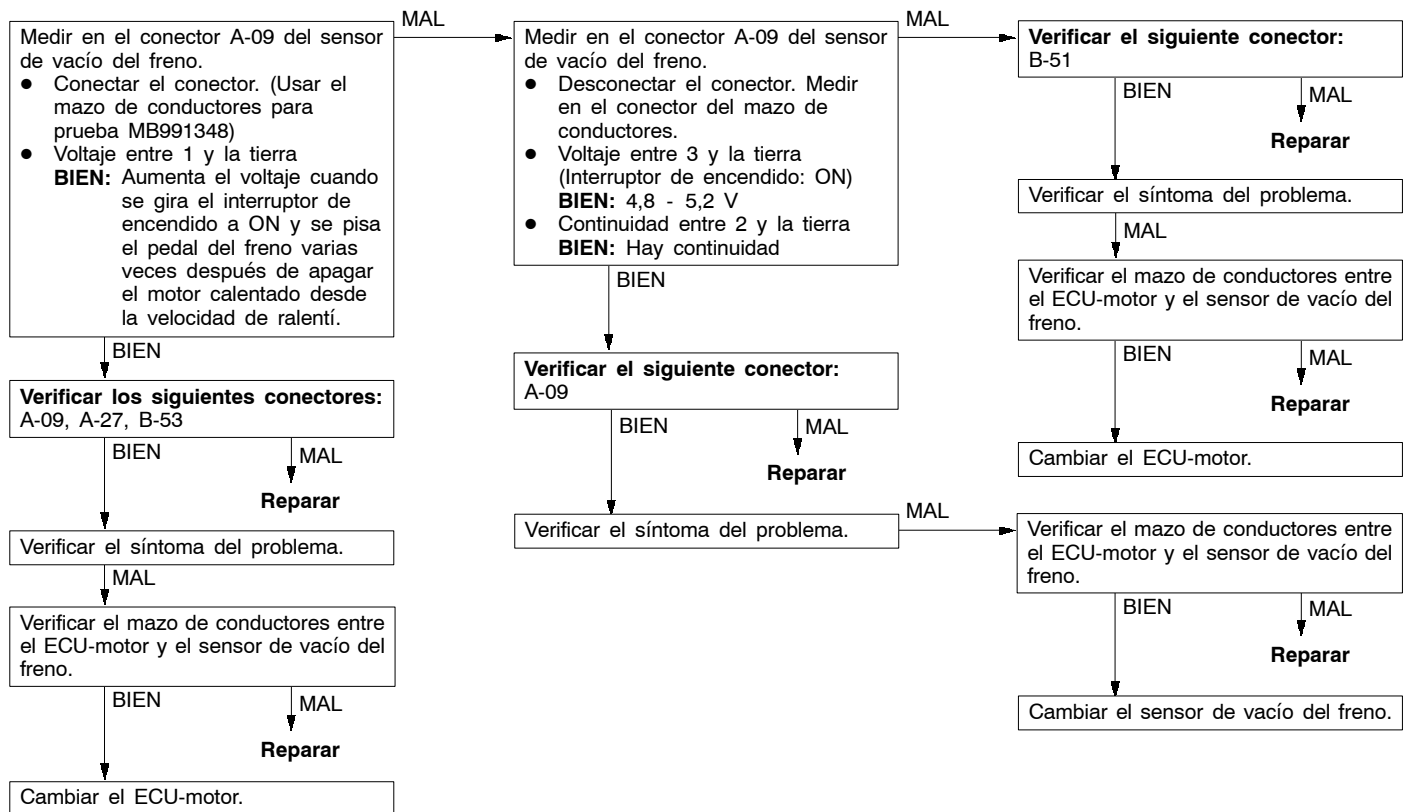 Medir en el conector A-09 del sensor
de vacío del freno.
● Conectar el conector. (Usar el
mazo de conductores para
prueba MB991348)
● Voltaje entre 1 y la tierra
BIEN: Aumenta el voltaje cuando
se gira el interruptor de
encendido a ON y se pisa
el pedal del freno varias
veces después de apagar
el motor calentado desde
la velocidad de ralentí.
BIEN
Verificar los siguientes conectores:
A-09, A-27, B-53
BIEN
MAL
Reparar
Verificar el síntoma del problema.
MAL
Verificar el mazo de conductores entre
el ECU-motor y el sensor de vacío del
freno.
BIEN
MAL
Reparar
Cambiar el ECU-motor.
MAL
Medir en el conector A-09 del sensor
de vacío del freno.
● Desconectar el conector. Medir
en el conector del mazo de
conductores.
● Voltaje entre 3 y la tierra
(Interruptor de encendido: ON)
BIEN: 4,8 - 5,2 V
● Continuidad entre 2 y la tierra
BIEN: Hay continuidad
BIEN
Verificar el siguiente conector:
A-09
BIEN
MAL
Reparar
Verificar el síntoma del problema.
MAL
Verificar el siguiente conector:
B-51
BIEN
MAL
Reparar
Verificar el síntoma del problema.
MAL
Verificar el mazo de conductores entre
el ECU-motor y el sensor de vacío del
freno.
BIEN
MAL
Reparar
Cambiar el ECU-motor.
MAL
Verificar el mazo de conductores entre
el ECU-motor y el sensor de vacío del
freno.
BIEN
MAL
Reparar
Cambiar el sensor de vacío del freno.